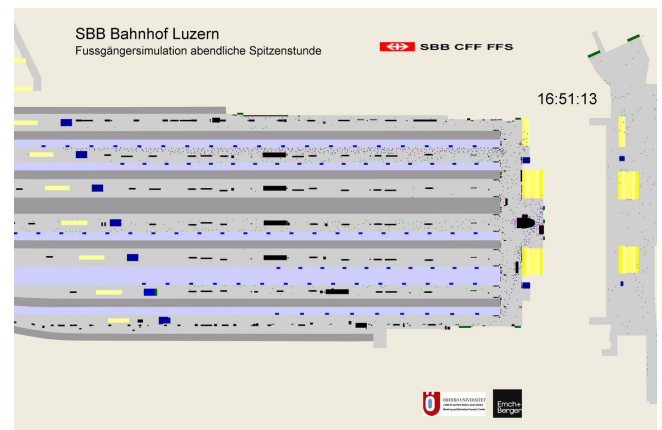 SBB Bahnhof Luzern
Fussgängersimulation abendliche Spitzenstunde
SBB CFF FFS
16:51:13
ÖREBRO UNIVERSITET
Emch+
Berger